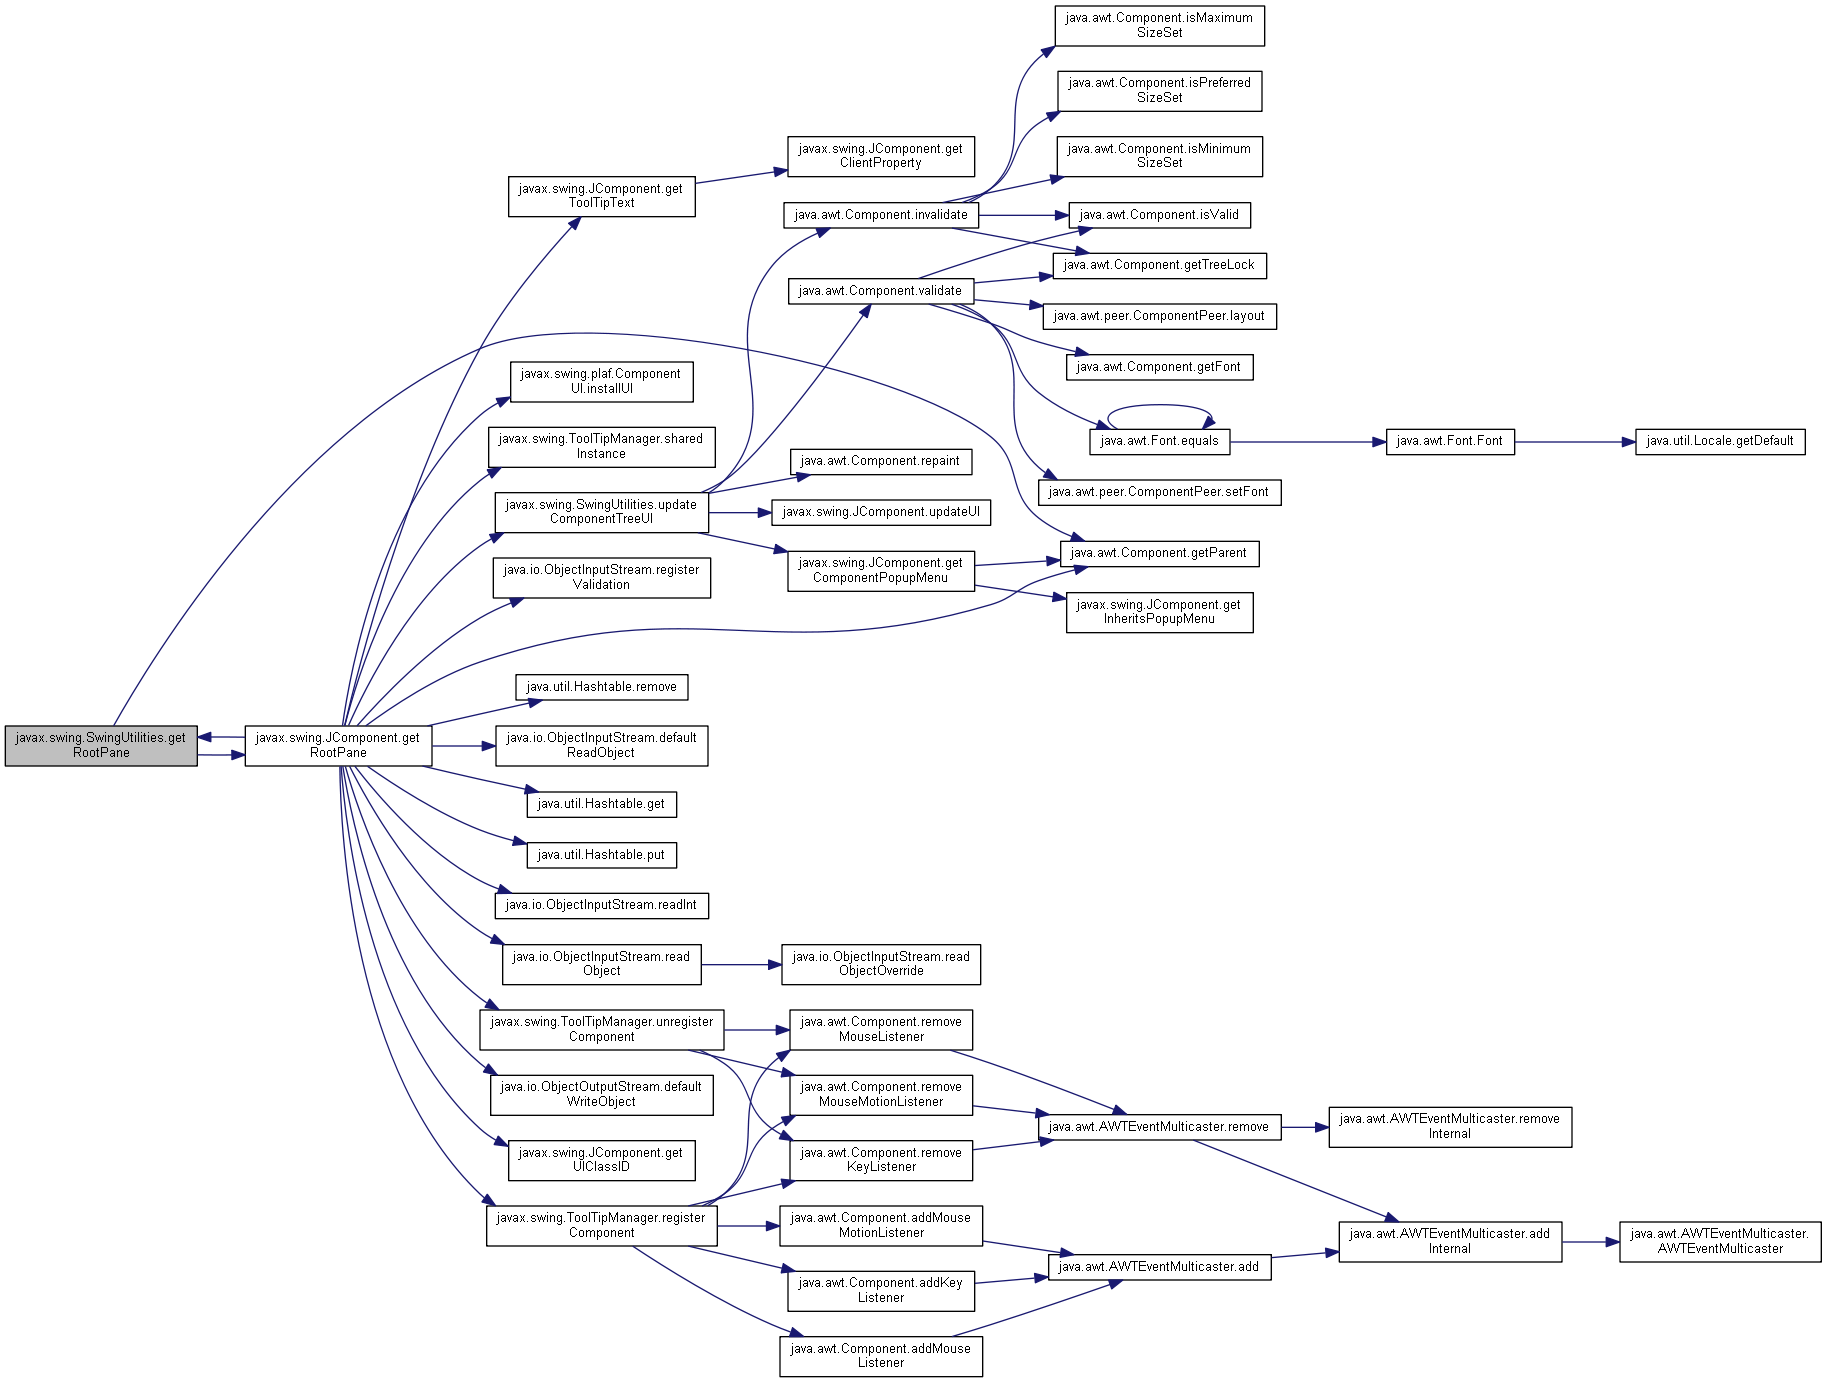 java.awt.Component.isMaximum
SizeSet
java.awt.Component.isPreferred
SizeSet
java.awt.Component.isMinimum
SizeSet
javax.swing.JComponent.get
ClientProperty
javax.swing.JComponent.get
ToolTipText
java.awt.Component.invalidate
java.awt.Component.isValid
java.awt.Component.getTreeLock
java.awt.Component.validate
java.awt.peer.ComponentPeer.layout
java.awt.Component.getFont
javax.swing.plaf.Component
UI.installUI
javax.swing.ToolTipManager.shared
Instance
java.awt.Font.equals
java.awt.Font.Font
java.util.Locale.getDefault
java.awt.Component.repaint
java.awt.peer.ComponentPeer.setFont
javax.swing.SwingUtilities.update
ComponentTreeUI
javax.swing.JComponent.updateUI
java.awt.Component.getParent
javax.swing.JComponent.get
ComponentPopupMenu
java.io.ObjectInputStream.register
Validation
javax.swing.JComponent.get
InheritsPopupMenu
java.util.Hashtable.remove
javax.swing.SwingUtilities.get
RootPane
javax.swing.JComponent.get
RootPane
java.io.ObjectInputStream.default
ReadObject
java.util.Hashtable.get
java.util.Hashtable.put
java.io.ObjectInputStream.readInt
java.io.ObjectInputStream.read
Object
java.io.ObjectInputStream.read
ObjectOverride
javax.swing.ToolTipManager.unregister
Component
java.awt.Component.remove
MouseListener
java.io.ObjectOutputStream.default
WriteObject
java.awt.Component.remove
MouseMotionListener
java.awt.AWTEventMulticaster.remove
java.awt.AWTEventMulticaster.remove
Internal
javax.swing.JComponent.get
UIClassID
java.awt.Component.remove
KeyListener
javax.swing.ToolTipManager.register
Component
java.awt.Component.addMouse
MotionListener
java.awt.AWTEventMulticaster.add
Internal
java.awt.AWTEventMulticaster.
AWTEventMulticaster
java.awt.AWTEventMulticaster.add
java.awt.Component.addKey
Listener
java.awt.Component.addMouse
Listener